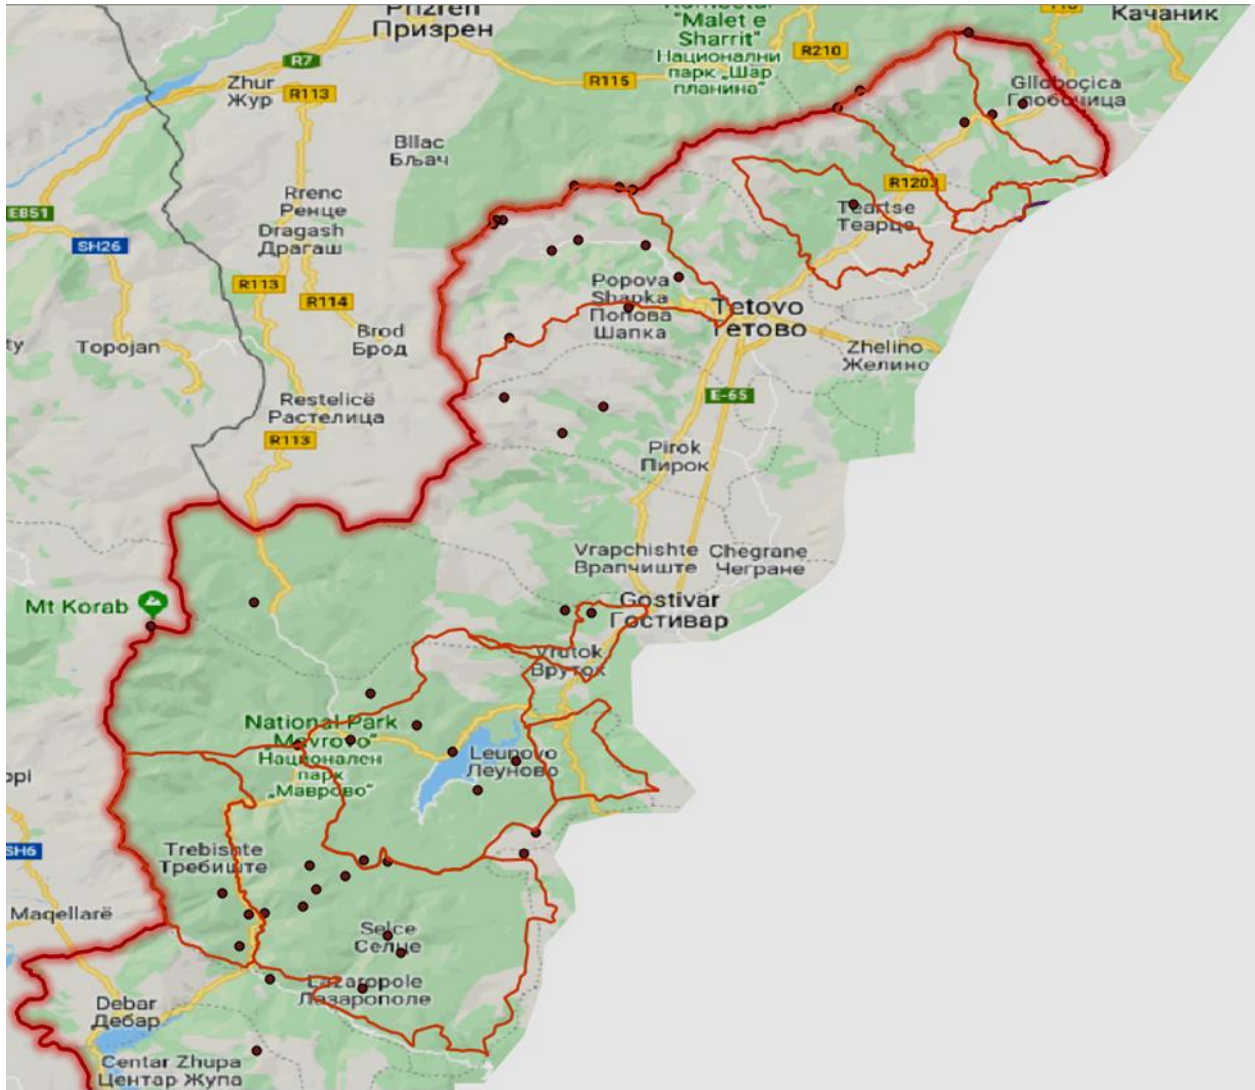 Prizren
Призрен
"Malet e
Sharrit"
Национални
парк „Шар
планина"
Качаник
R7
R210
R115
Zhur
Жур
R113
Glloboçica
Глобочица
Bllac
Бљач
Rrenc
Ренце
E851
R1203
Teartse
Теарце
SH26
Dragash
Драгаш
R113
R114
Popova
Shapka
Попова
Шапка
Tetovo
Тетово
Topojan
Brod
Брод
Zhelino
Желино
Restelicë
Растелица
E-65
R113
Pirok
Пирок
Vrapchishte
Врапчиште
Chegrane
Чегране
Mt Korab
Gostivar
Гостивар
Vrutok
Вруток
National Park
"Mavrovo"
Национален
парк
„Маврово"
Leunovo
Леуново
SH6
Trebishte
Требиште
Maqellarë
Selce
Селце
Lazaropole
Лазарополе
Debar
Дебар
Centar Zhupa
Центар Жупа